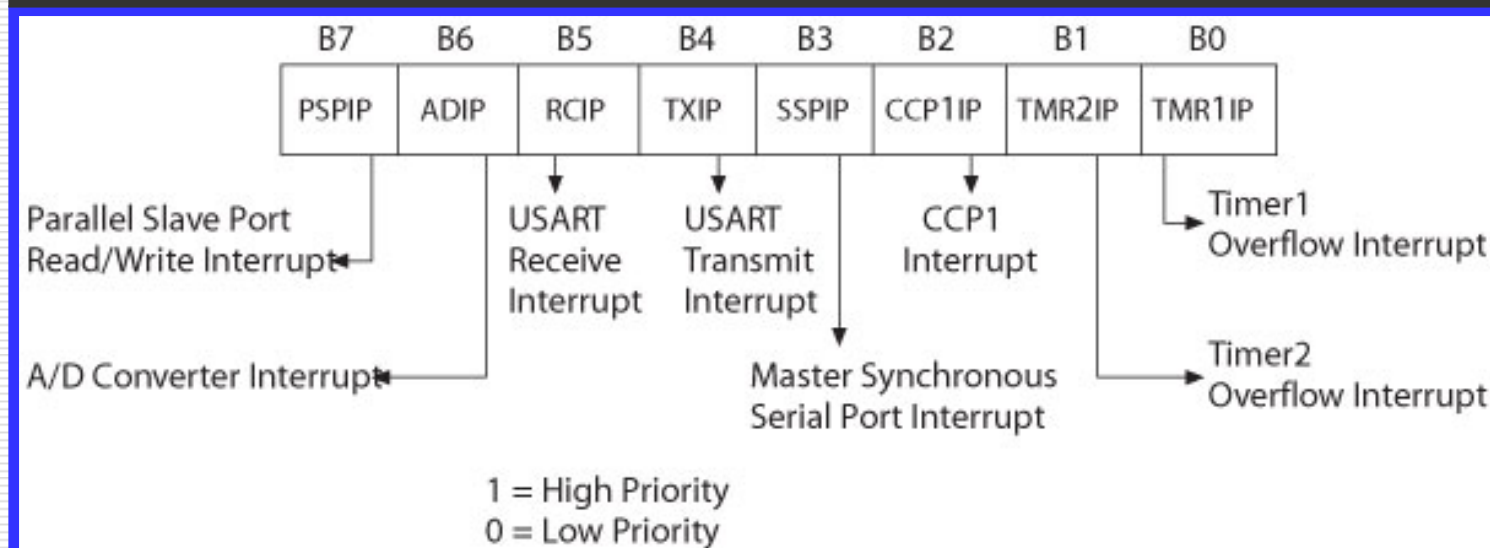 B7 B6 B5 B4 B3 B2 B1 B0
PSPIP ADIP RCIP TXIP SSPIP CCP1IP TMR2IP TMR1IP
Parallel Slave Port
Read/Write Interrupt
A/D Converter Interrupt
USART
Receive
Interrupt
USART
Transmit
Interrupt
Master Synchronous
Serial Port Interrupt
CCP1
Interrupt
Timer1
Overflow Interrupt
Timer2
Overflow Interrupt
1 = High Priority
0 = Low Priority